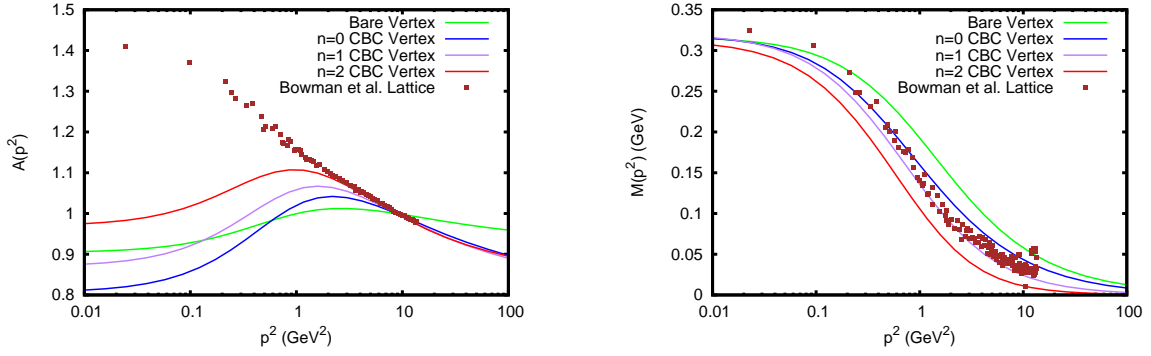 1.5
1.4
1.3
1.2
1.1
1
0.9
0.8
0.01
0.1
1
10
100
A(p²)
p² (GeV²)
Bare Vertex
n=0 CBC Vertex
n=1 CBC Vertex
n=2 CBC Vertex
Bowman et al. Lattice
0.35
0.3
0.25
0.2
0.15
0.1
0.05
0
0.01
0.1
1
10
100
M(p²) (GeV)
p² (GeV²)
Bare Vertex
n=0 CBC Vertex
n=1 CBC Vertex
n=2 CBC Vertex
Bowman et al. Lattice